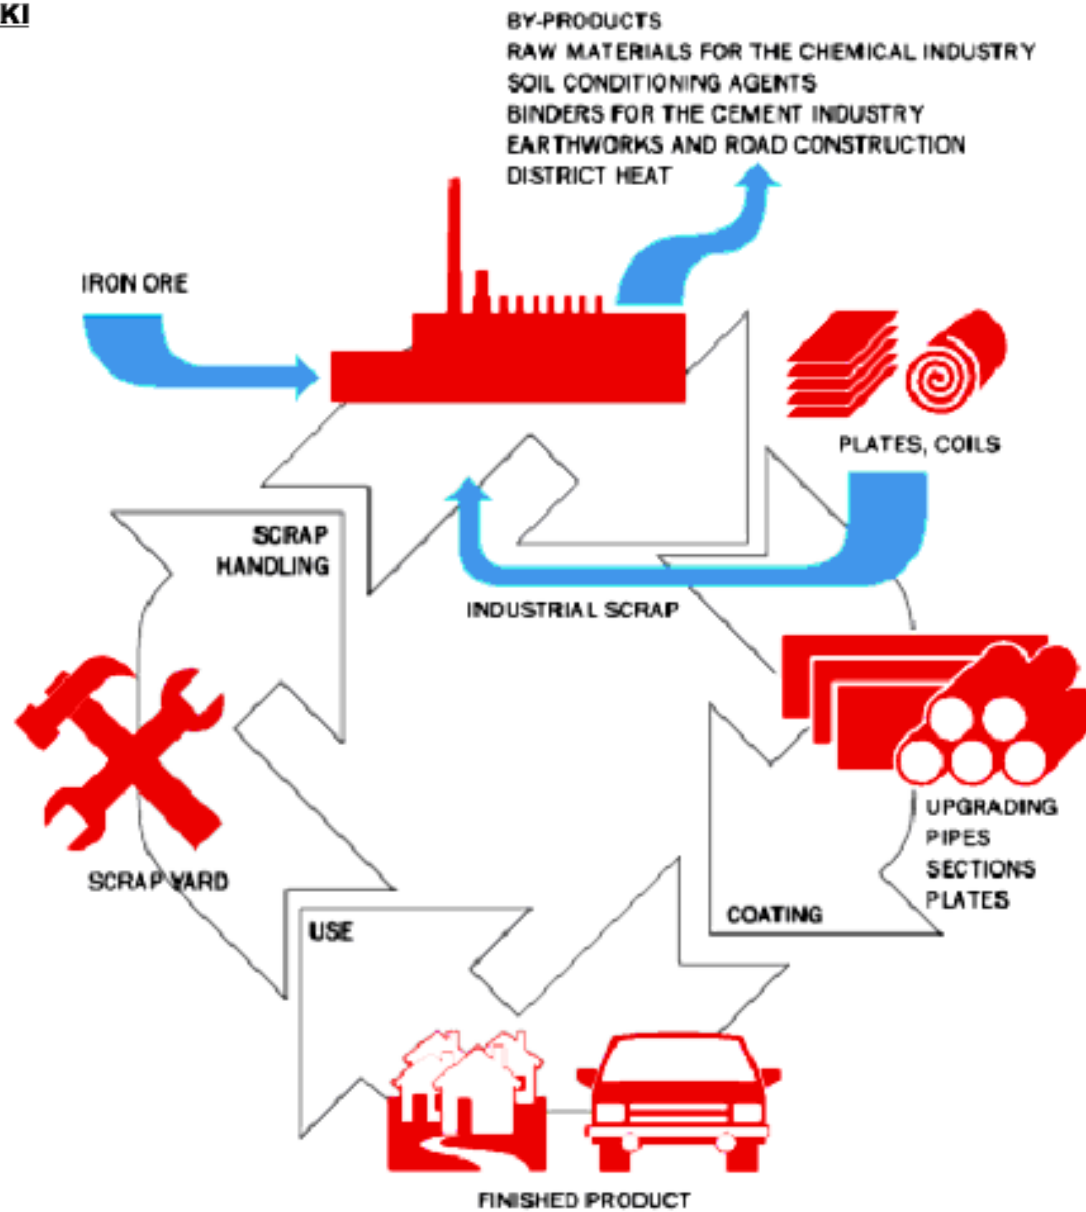 KI
BY-PRODUCTS
RAW MATERIALS FOR THE CHEMICAL INDUSTRY
SOIL CONDITIONING AGENTS
BINDERS FOR THE CEMENT INDUSTRY
EARTHWORKS AND ROAD CONSTRUCTION
DISTRICT HEAT
IRON ORE
PLATES, COILS
SCRAP
HANDLING
INDUSTRIAL SCRAP
UPGRADING
PIPES
SECTIONS
PLATES
SCRAP YARD
COATING
USE
FINISHED PRODUCT